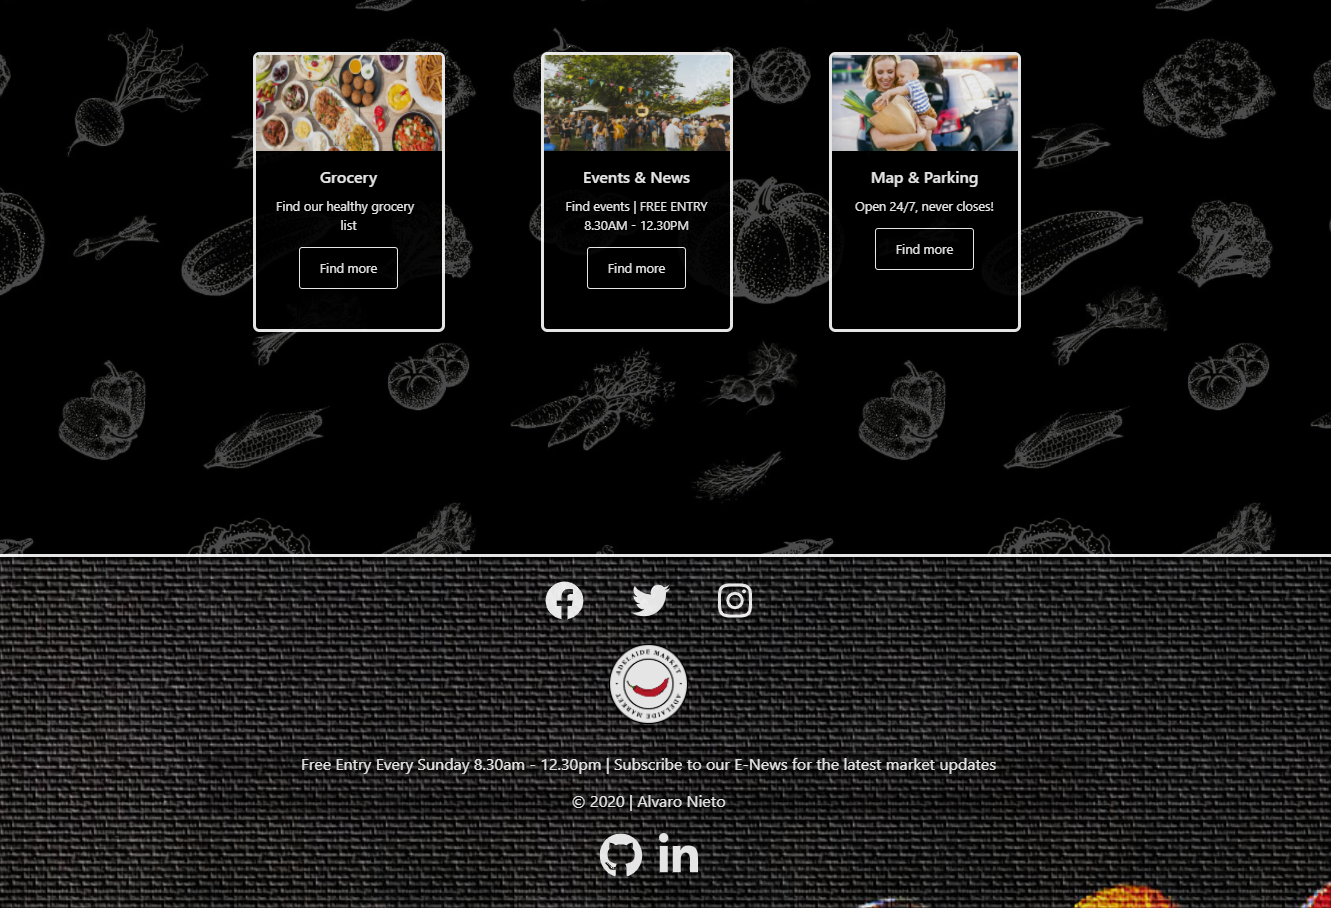 Grocery
Find our healthy grocery
list
Find more
Events & News
Find events | FREE ENTRY
8.30AM - 12.30PM
Find more
Map & Parking
Open 24/7, never closes!
Find more
ADELAIDE MARKET
ADELAIDE MARKET
Free Entry Every Sunday 8.30am - 12.30pm | Subscribe to our E-News for the latest market updates
© 2020 | Alvaro Nieto
in